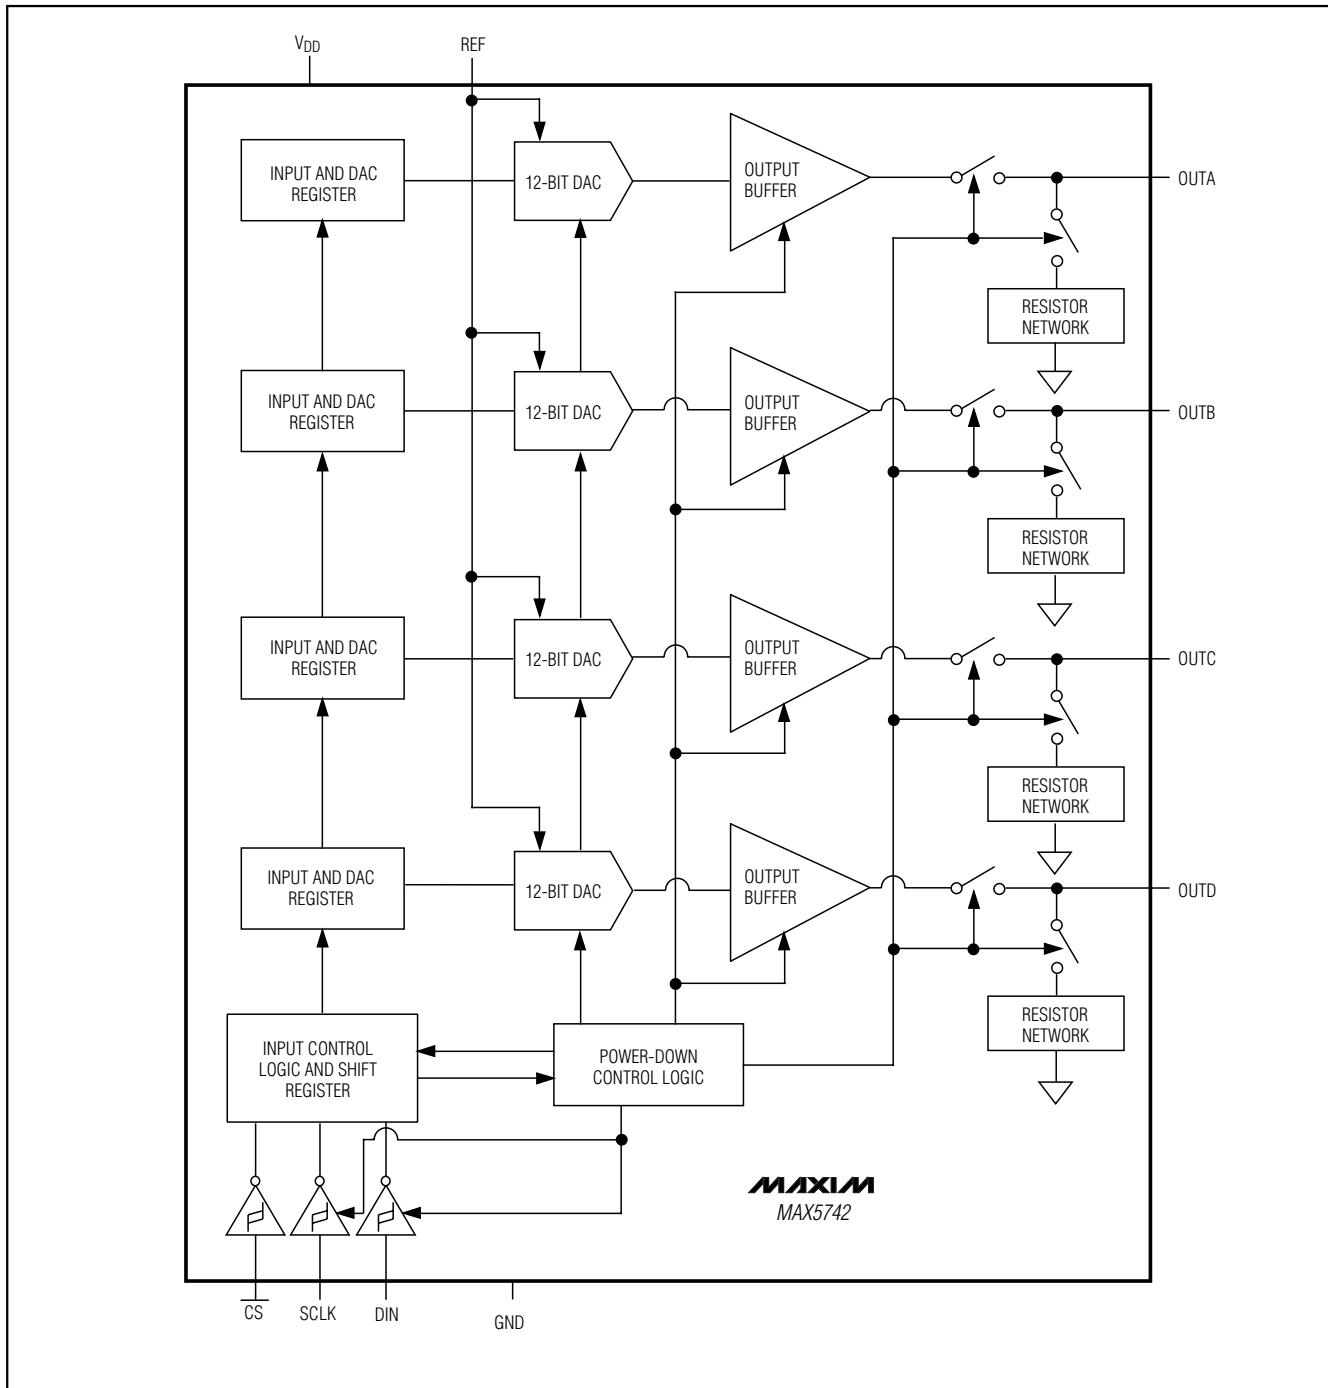 VDD
REF
INPUT AND DAC
REGISTER
12-BIT DAC
OUTPUT
BUFFER
OUTA
RESISTOR
NETWORK
INPUT AND DAC
REGISTER
12-BIT DAC
OUTPUT
BUFFER
OUTB
RESISTOR
NETWORK
INPUT AND DAC
REGISTER
12-BIT DAC
OUTPUT
BUFFER
OUTC
RESISTOR
NETWORK
INPUT AND DAC
REGISTER
12-BIT DAC
OUTPUT
BUFFER
OUTD
RESISTOR
NETWORK
INPUT CONTROL
LOGIC AND SHIFT
REGISTER
POWER-DOWN
CONTROL LOGIC
MAXIM
MAX5742
CS
SCLK
DIN
GND